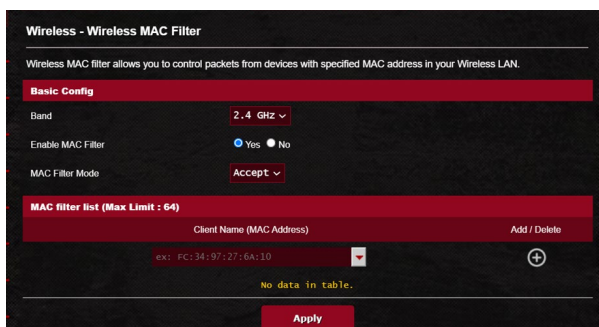 Wireless - Wireless MAC Filter
Wireless MAC filter allows you to control packets from devices with specified MAC address in your Wireless LAN.
Basic Config
Band 2.4 GHz
Enable MAC Filter Yes No
MAC Filter Mode Accept
MAC filter list (Max Limit : 64)
Client Name (MAC Address) Add / Delete
ex: FC:34:97:27:6A:10
No data in table.
Apply